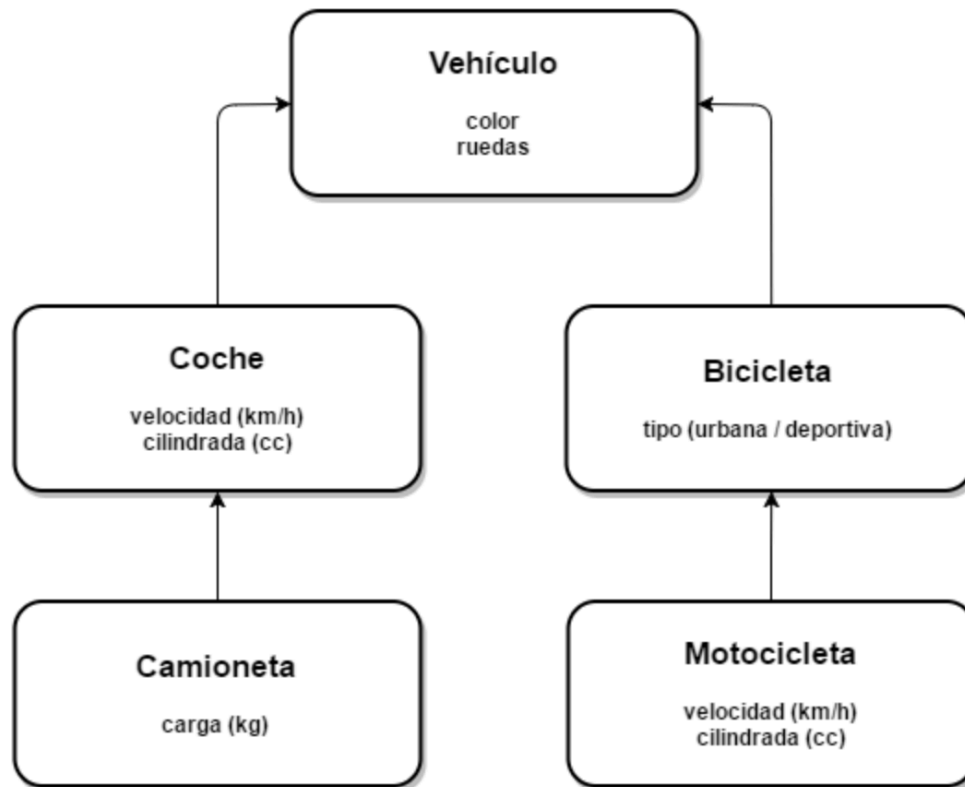 Vehículo
color
ruedas
Coche
velocidad (km/h)
cilindrada (cc)
Bicicleta
tipo (urbana / deportiva)
Camioneta
carga (kg)
Motocicleta
velocidad (km/h)
cilindrada (cc)